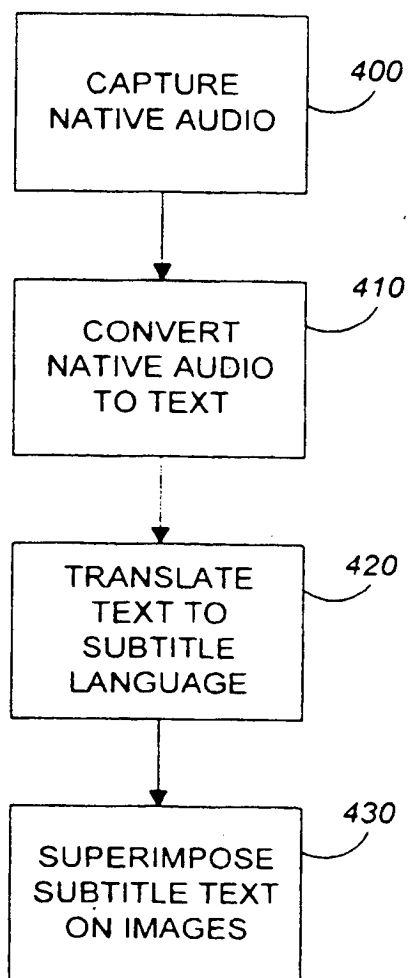 CAPTURE
NATIVE AUDIO
400
CONVERT
NATIVE AUDIO
TO TEXT
410
TRANSLATE
TEXT TO
SUBTITLE
LANGUAGE
420
SUPERIMPOSE
SUBTITLE TEXT
ON IMAGES
430